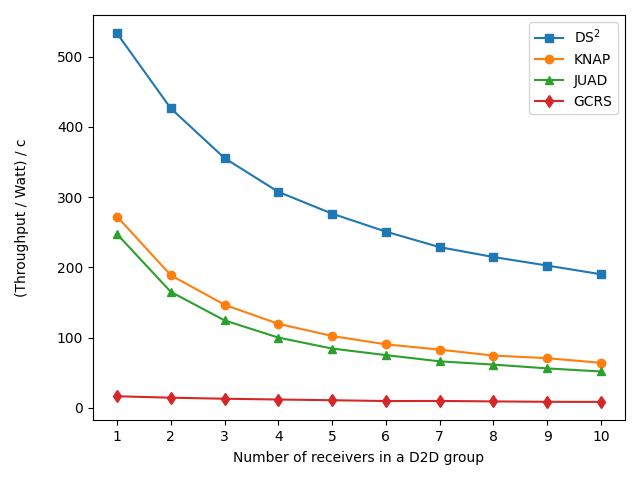 DS²
KNAP
JUAD
GCRS
(Throughput / Watt) / c
500
400
300
200
100
0
1 2 3 4 5 6 7 8 9 10
Number of receivers in a D2D group